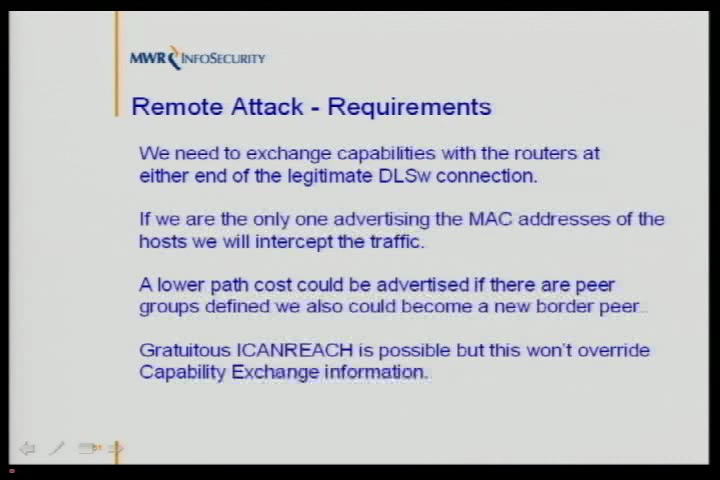 MWR INFOSECURITY
Remote Attack - Requirements
We need to exchange capabilities with the routers at
either end of the legitimate DLSw connection.
If we are the only one advertising the MAC addresses of the
hosts we will intercept the traffic.
A lower path cost could be advertised if there are peer
groups defined we also could become a new border peer.
Gratuitous ICANREACH is possible but this won't override
Capability Exchange information.